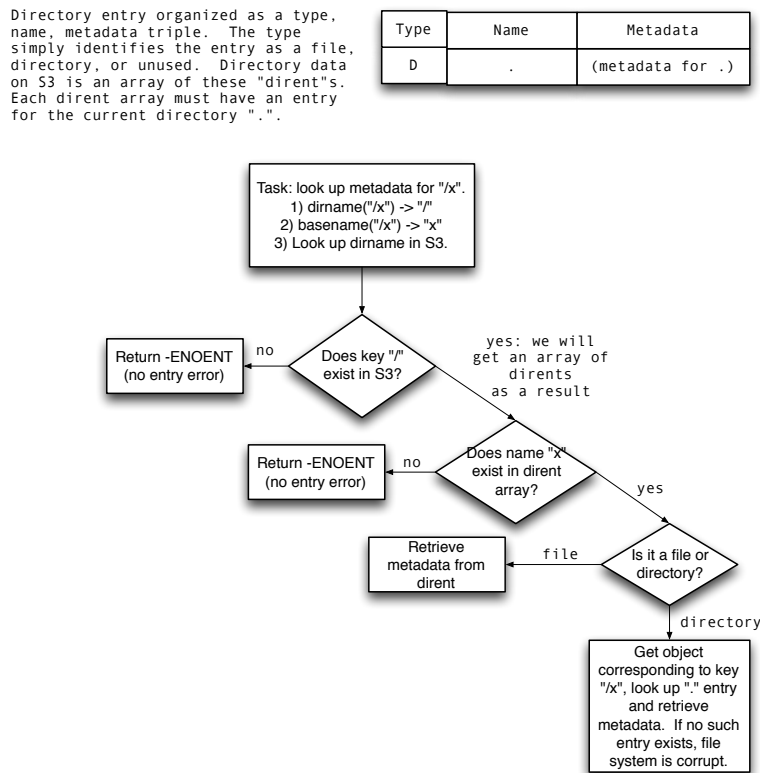 Directory entry organized as a type,
name, metadata triple.  The type
simply identifies the entry as a file,
directory, or unused.  Directory data
on S3 is an array of these "dirent"s.
Each dirent array must have an entry
for the current directory ".".
Type Name Metadata
D . (metadata for .)
Task: look up metadata for "/x".
1) dirname("/x") -> "/"
2) basename("/x") -> "x"
3) Look up dirname in S3.
Does key "/"
exist in S3?
no
Return -ENOENT
(no entry error)
yes: we will
get an array of
dirents
as a result
Does name "x"
exist in dirent
array?
no
Return -ENOENT
(no entry error)
yes
Is it a file or
directory?
file
Retrieve
metadata from
dirent
directory
Get object
corresponding to key
"/x", look up "." entry
and retrieve
metadata.  If no such
entry exists, file
system is corrupt.